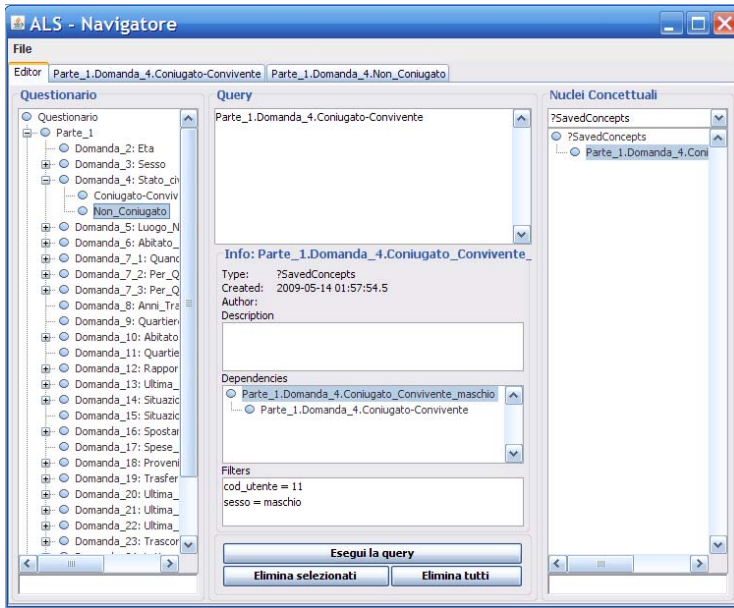 ALS - Navigatore
File
Editor
Parte_1.Domanda_4.Coniugato-Convivente
Parte_1.Domanda_4.Non_Coniugato
Questionario
Questionario
Parte_1
Domanda_2: Eta
Domanda_3: Sesso
Domanda_4: Stato_civ
Coniugato-Conviv
Non_Coniugato
Domanda_5: Luogo_N
Domanda_6: Abitato_
Domanda_7_1: Quand
Domanda_7_2: Per_Q
Domanda_7_3: Per_Q
Domanda_8: Anni_Tra
Domanda_9: Quartiere
Domanda_10: Abitato
Domanda_11: Quartie
Domanda_12: Rappor
Domanda_13: Ultima_
Domanda_14: Situazio
Domanda_15: Situazio
Domanda_16: Spostar
Domanda_17: Spese_
Domanda_18: Proveni
Domanda_19: Trasfer
Domanda_20: Ultima_
Domanda_21: Ultima_
Domanda_22: Ultima_
Domanda_23: Trascor
Query
Parte_1.Domanda_4.Coniugato-Convivente
Info: Parte_1.Domanda_4.Coniugato_Convivente_
Type: ?SavedConcepts
Created: 2009-05-14 01:57:54.5
Author:
Description
Dependencies
Parte_1.Domanda_4.Coniugato_Convivente_maschio
Parte_1.Domanda_4.Coniugato-Convivente
Filters
cod_utente = 11
sesso = maschio
Esegui la query
Elimina selezionati
Elimina tutti
Nuclei Concettuali
?SavedConcepts
?SavedConcepts
Parte_1.Domanda_4.Coni